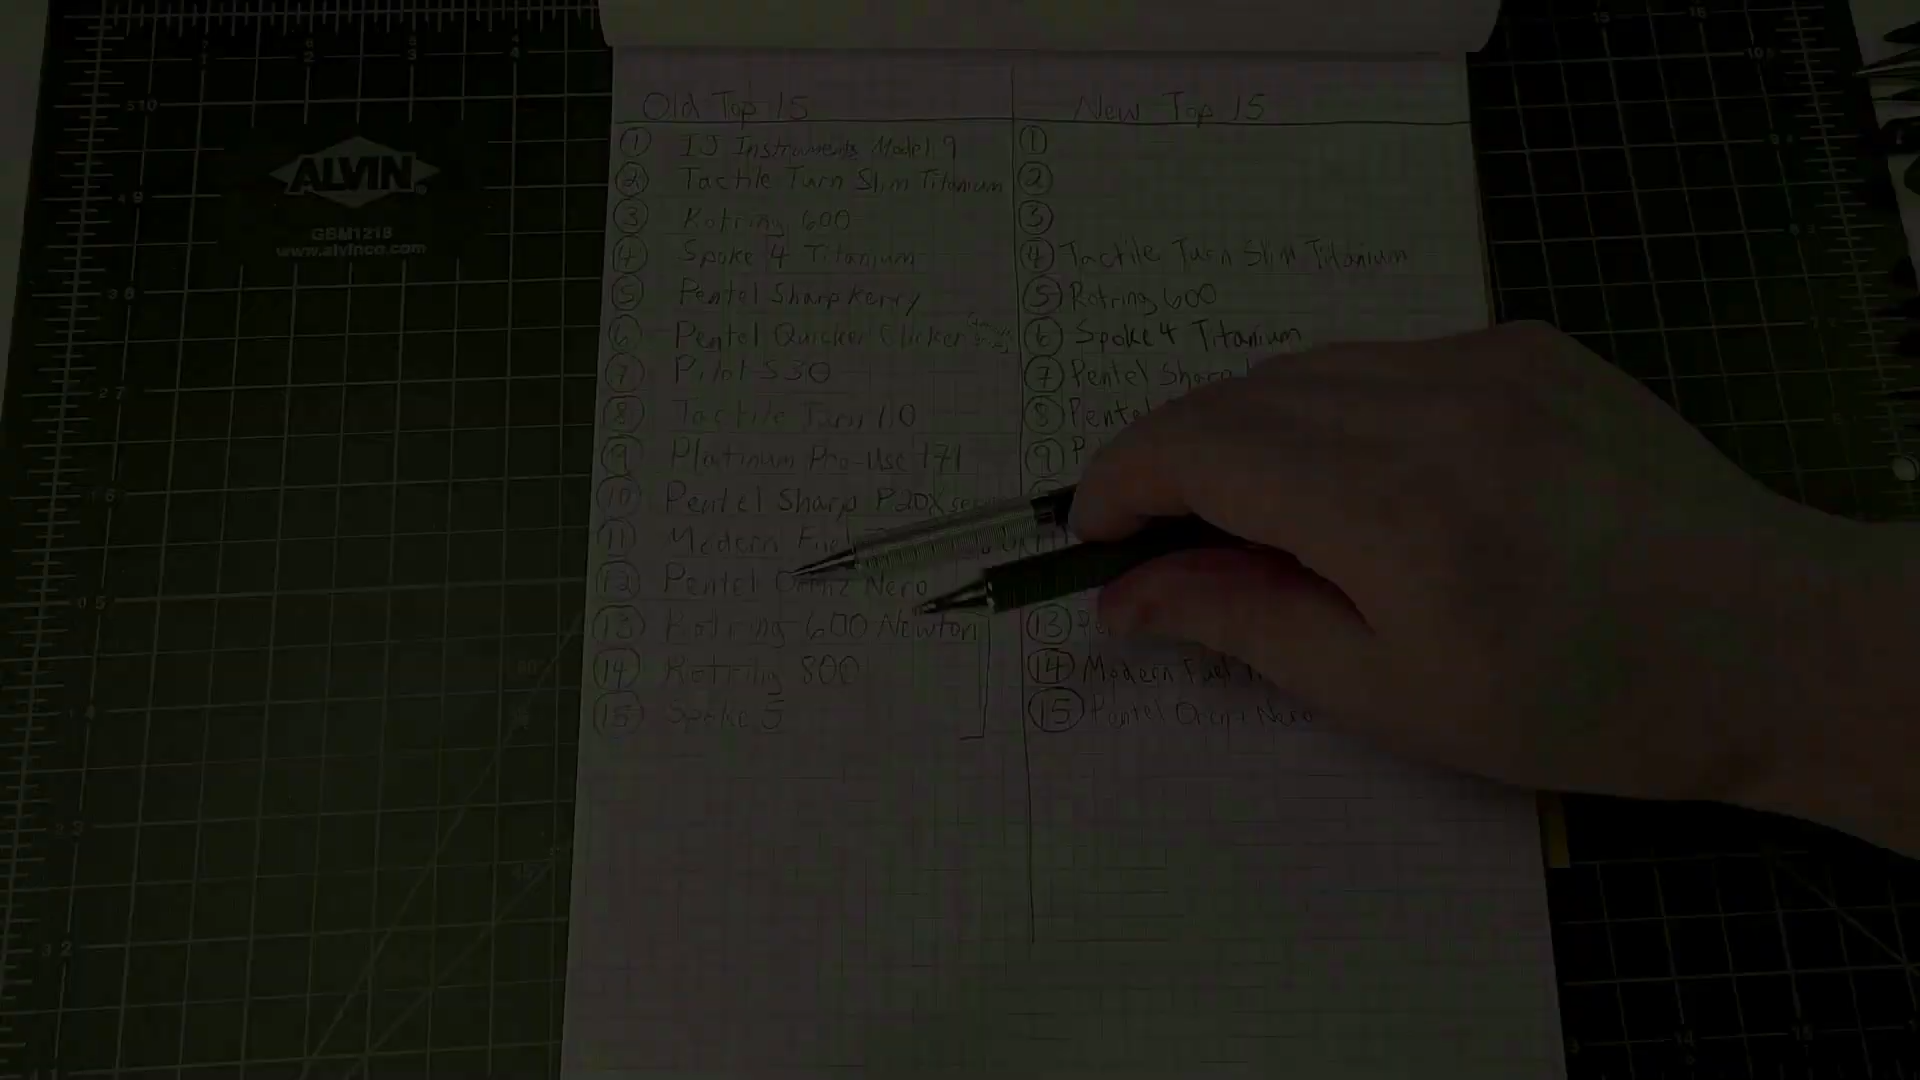 ALVIN
GBM1218
www.alvinco.com
Old Top 15
1 IJ Instruments Model 9
2 Tactile Turn Slim Titanium
3 Rotring 600
4 Spoke 4 Titanium
5 Pentel Sharp Kerry
6 Pentel Quicker Clicker
7 Pilot S30
8 Tactile Turn
9 Platinum Pro-Use 171
10 Pentel Sharp P20X
11 Modern Fuel
12 Pentel Orenz Nero
13 Rotring 600 Newton
14 Rotring 800
15 Spoke 5
New Top 15
1
2
3
4 Tactile Turn Slim Titanium
5 Rotring 600
6 Spoke 4 Titanium
7 Pentel Sharp
8 Pentel
9
13
14 Modern Fuel
15 Pentel Orenz Nero